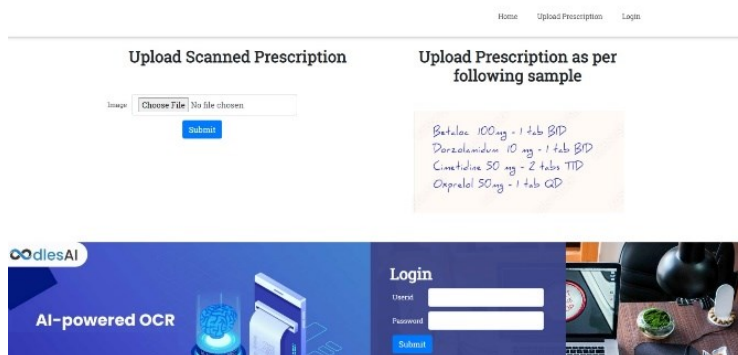 Home Upload Prescription Login
Upload Scanned Prescription
Image Choose File No file chosen
Submit
Upload Prescription as per
following sample
Betaloc 100mg - 1 tab BID
Dorzolamidum 10 mg - 1 tab BID
Cimetidine 50 mg - 2 tabs TID
Oxprelol 50mg - 1 tab QD
OodlesAI
AI-powered OCR
Login
Userid
Password
Submit